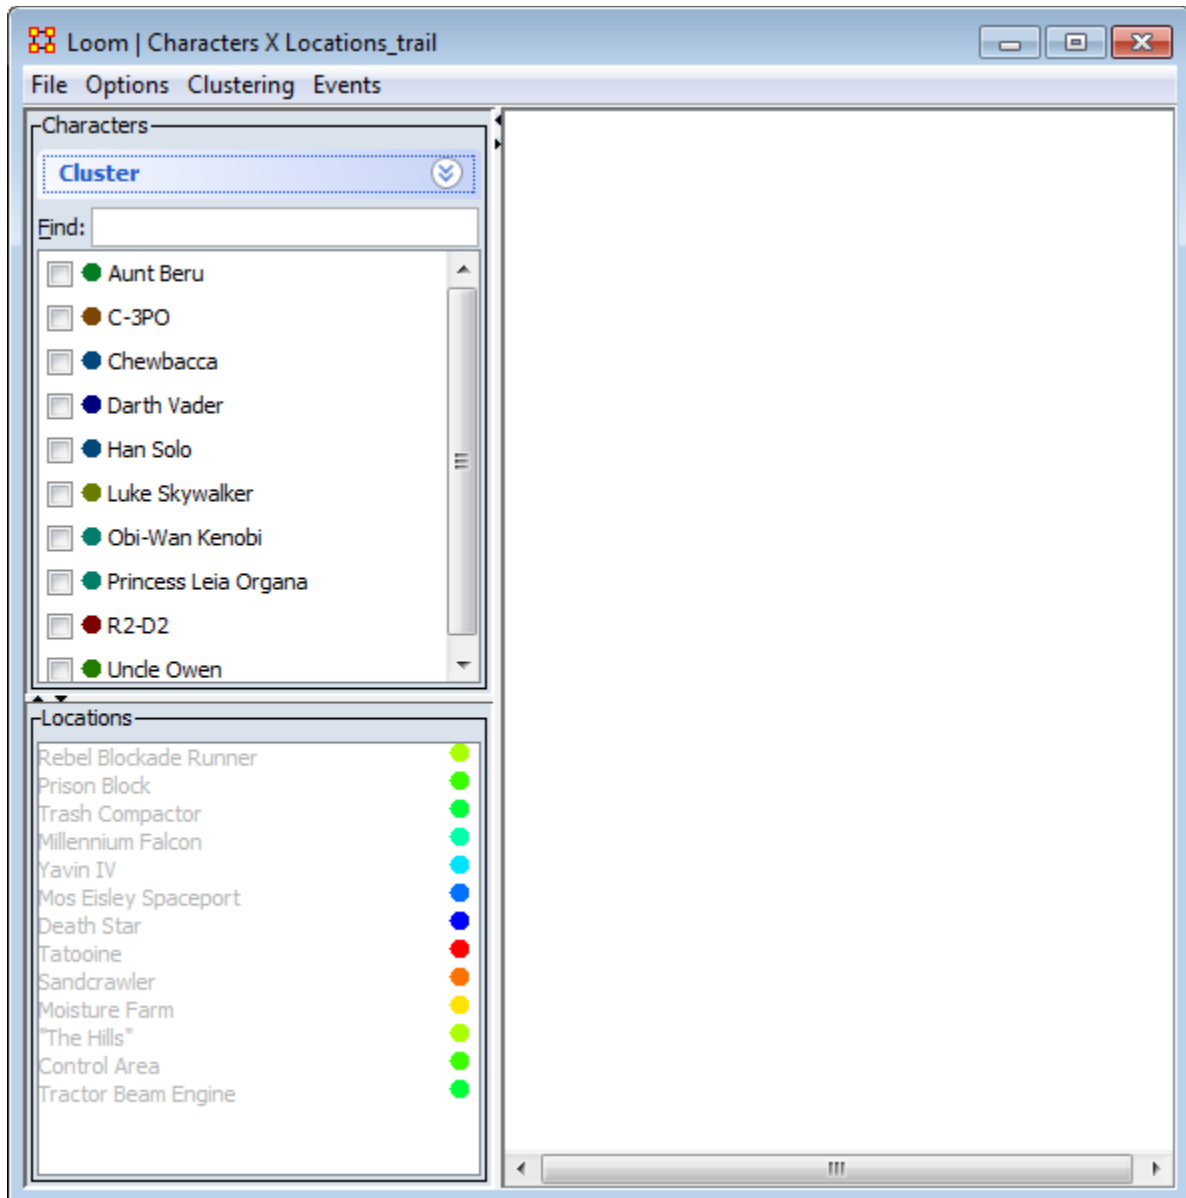 Loom | Characters X Locations_trail
File Options Clustering Events
Characters
Cluster
Find:
Aunt Beru
C-3PO
Chewbacca
Darth Vader
Han Solo
Luke Skywalker
Obi-Wan Kenobi
Princess Leia Organa
R2-D2
Uncle Owen
Locations
Rebel Blockade Runner
Prison Block
Trash Compactor
Millennium Falcon
Yavin IV
Mos Eisley Spaceport
Death Star
Tatooine
Sandcrawler
Moisture Farm
"The Hills"
Control Area
Tractor Beam Engine